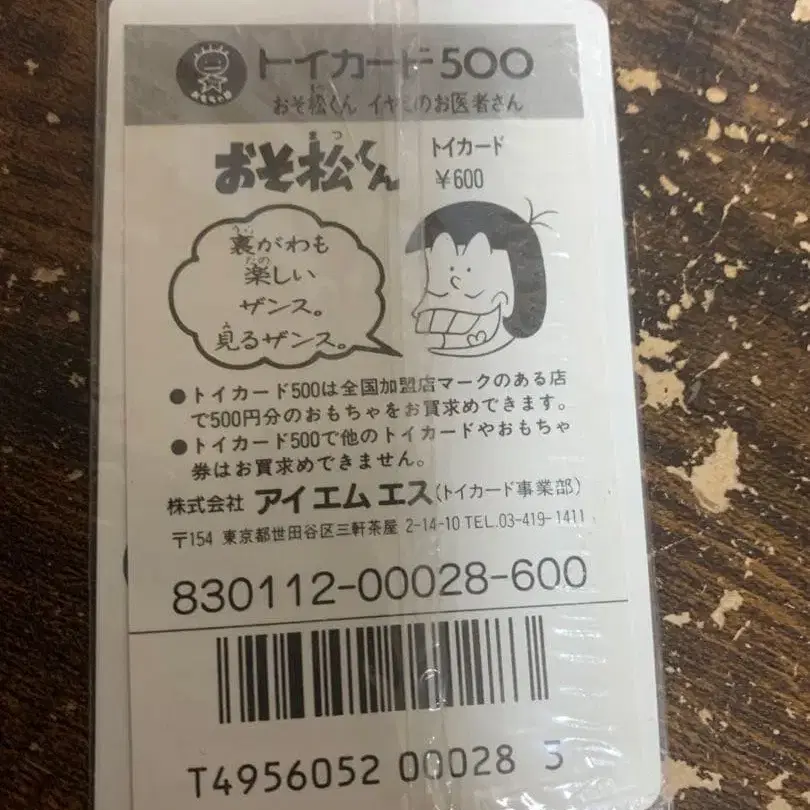 トイカード500
おそ松くん イヤミのお医者さん
おそ松くん
トイカード
¥600
裏がわも
楽しい
ザンス。
見るザンス。
●トイカード500は全国加盟店マークのある店
で500円分のおもちゃをお買求めできます。
●トイカード500で他のトイカードやおもちゃ
券はお買求めできません。
株式会社 アイエムエス(トイカード事業部)
〒154 東京都世田谷区三軒茶屋 2-14-10 TEL.03-419-1411
830112-00028-600
T4956052 00028 3